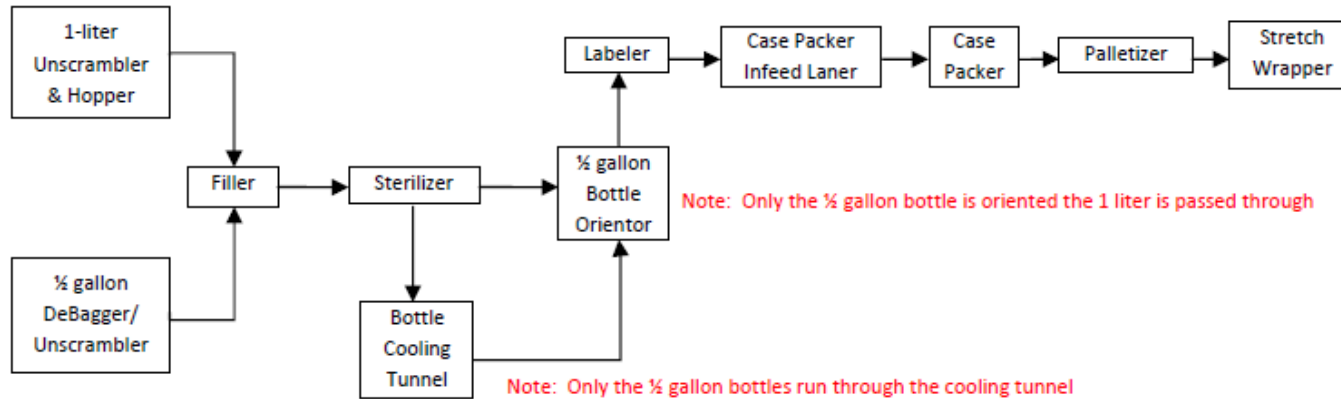 1-liter
Unscrambler
& Hopper
Labeler
Case Packer
Infeed Laner
Case
Packer
Palletizer
Stretch
Wrapper
Filler
Sterilizer
½ gallon
Bottle
Orientor
Note:  Only the ½ gallon bottle is oriented the 1 liter is passed through
½ gallon
DeBagger/
Unscrambler
Bottle
Cooling
Tunnel
Note:  Only the ½ gallon bottles run through the cooling tunnel